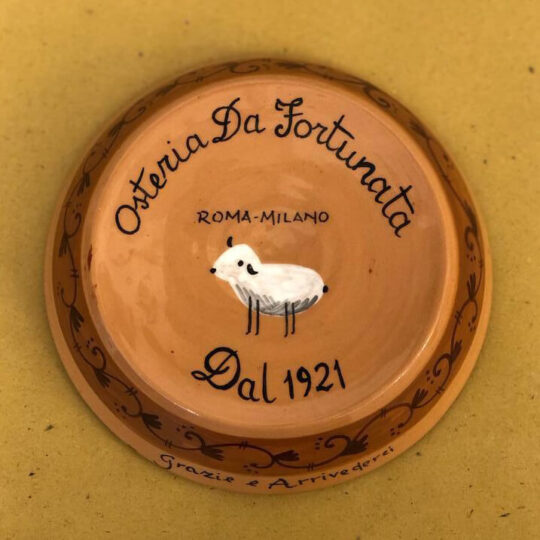 Osteria Da Fortunata
ROMA-MILANO
Dal 1921
Grazie e Arrivederci